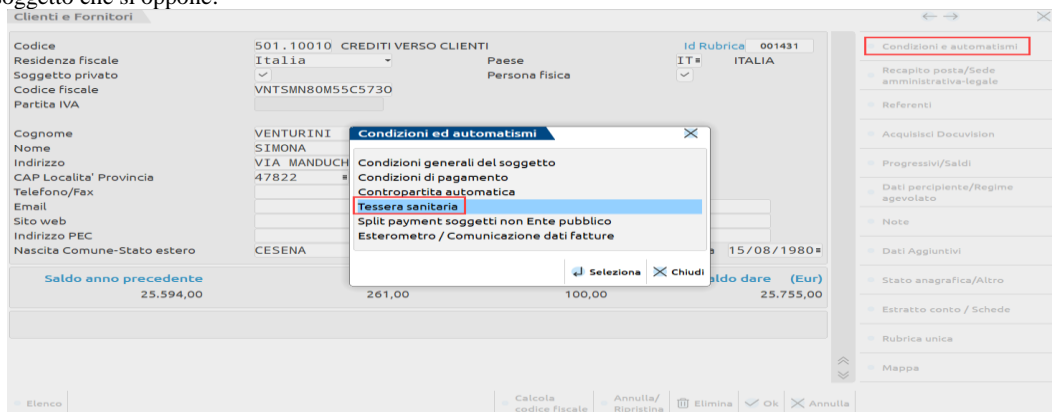 soggetto che si oppone.
Clienti e Fornitori
Codice 501.10010 CREDITI VERSO CLIENTI Id Rubrica 001431
Residenza fiscale Italia Paese IT ITALIA
Soggetto privato Persona fisica
Codice fiscale VNTSMN80M55C573O
Partita IVA
Cognome VENTURINI
Nome SIMONA
Indirizzo VIA MANDUCH
CAP Localita' Provincia 47822
Telefono/Fax
Email
Sito web
Indirizzo PEC
Nascita Comune-Stato estero CESENA 15/08/1980
Condizioni ed automatismi
Condizioni generali del soggetto
Condizioni di pagamento
Contropartita automatica
Tessera sanitaria
Split payment soggetti non Ente pubblico
Esterometro / Comunicazione dati fatture
Seleziona Chiudi
Saldo anno precedente aldo dare (Eur)
25.594,00 261,00 100,00 25.755,00
Condizioni e automatismi
Recapito posta/Sede
amministrativa-legale
Referenti
Acquisisci Docuvision
Progressivi/Saldi
Dati percipiente/Regime
agevolato
Note
Dati Aggiuntivi
Stato anagrafica/Altro
Estratto conto / Schede
Rubrica unica
Mappa
Elenco
Calcola
codice fiscale
Annulla/
Ripristina
Elimina Ok Annulla